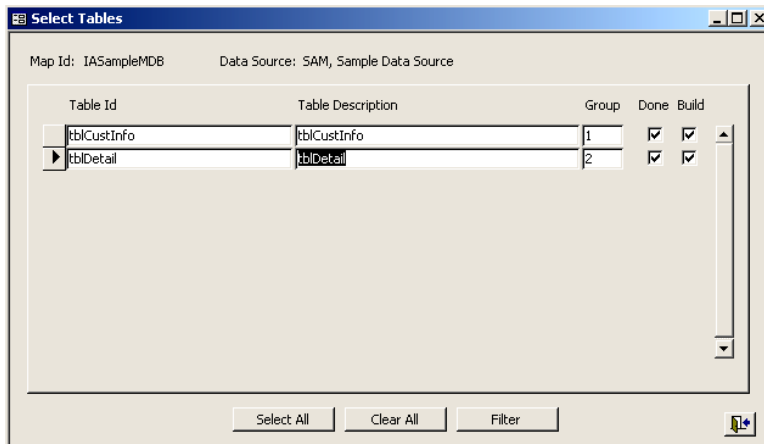 Select Tables
Map Id: IASampleMDB Data Source: SAM, Sample Data Source
Table Id Table Description Group Done Build
tblCustInfo tblCustInfo 1
tblDetail tblDetail 2
Select All Clear All Filter